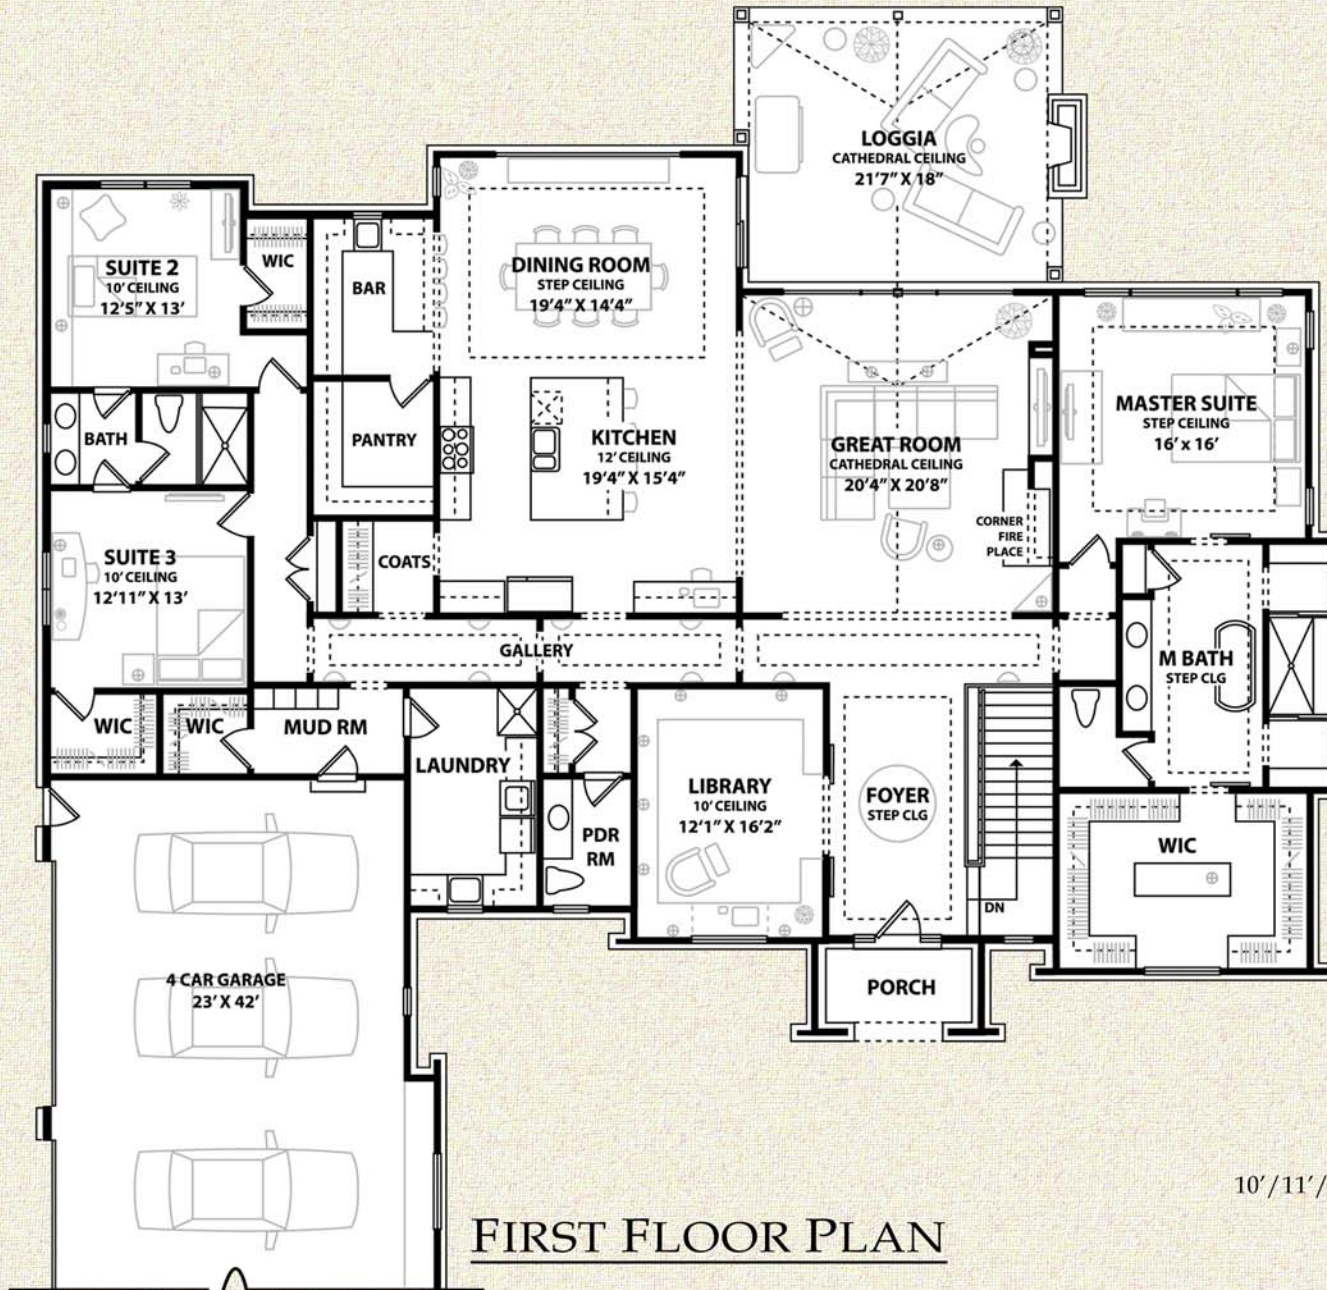 LOGGIA
CATHEDRAL CEILING
21'7" X 18"
SUITE 2
10' CEILING
12'5" X 13'
WIC
BAR
DINING ROOM
STEP CEILING
19'4" X 14'4"
MASTER SUITE
STEP CEILING
16' x 16'
BATH
PANTRY
KITCHEN
12' CEILING
19'4" X 15'4"
GREAT ROOM
CATHEDRAL CEILING
20'4" X 20'8"
CORNER
FIRE
PLACE
SUITE 3
10' CEILING
12'11" X 13'
COATS
GALLERY
M BATH
STEP CLG
WIC
WIC
MUD RM
LAUNDRY
LIBRARY
10' CEILING
12'1" X 16'2"
FOYER
STEP CLG
PDR
RM
WIC
DN
4 CAR GARAGE
23' X 42'
PORCH
10'/11'/
FIRST FLOOR PLAN